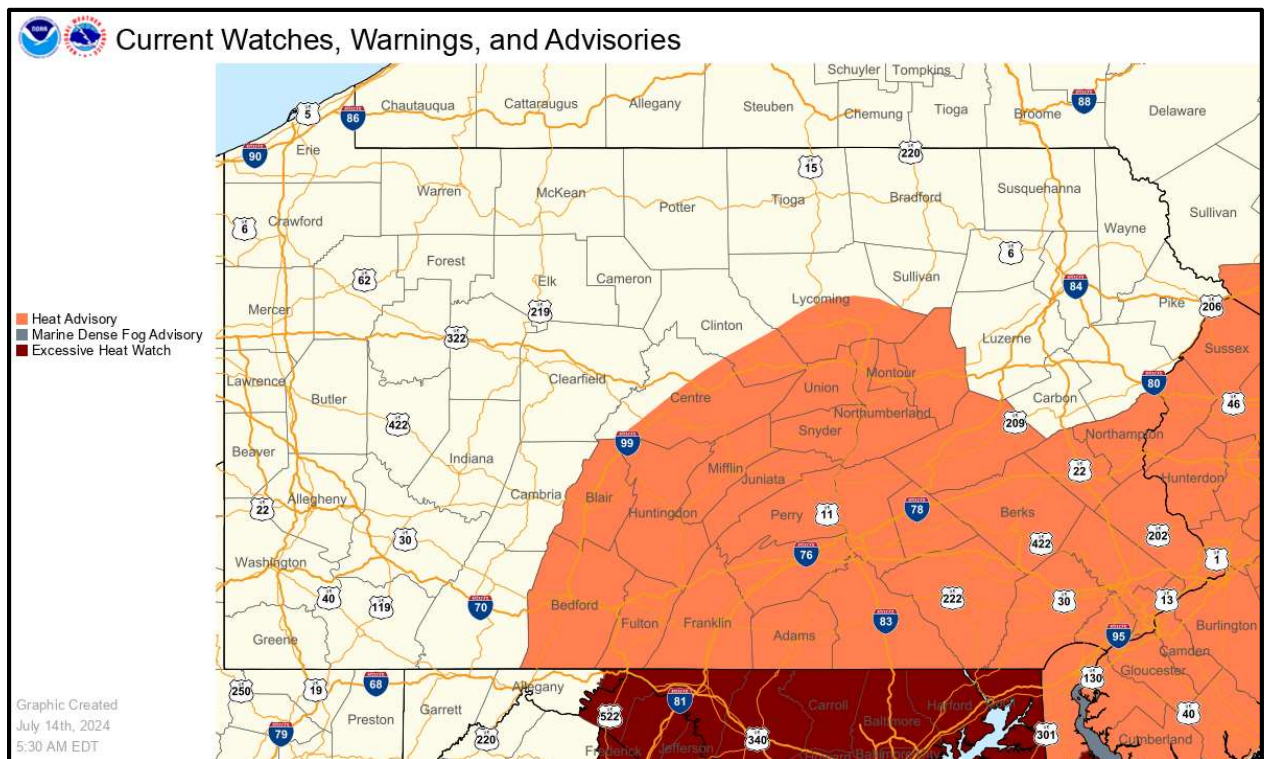 Current Watches, Warnings, and Advisories
Schuyler Tompkins
5 86 Chautauqua Cattaraugus Allegany Steuben Chemung Tioga Broome 88 Delaware
90 Erie 15 220
Warren McKean Potter Tioga Bradford Susquehanna
6 Crawford Sullivan
Wayne
6
Forest
62 Elk Cameron Sullivan 84
Mercer 219 Lycoming Pike 206
Heat Advisory
Marine Dense Fog Advisory
Excessive Heat Watch
322 Clinton Luzerne Sussex
Lawrence Clearfield Montour 80
Butler Centre Union Carbon 46
422 Northumberland 209
Snyder Northampton
Beaver Indiana 99 Mifflin 22
Juniata Hunterdon
Allegheny Cambria Blair
22 Huntingdon Perry 11 78 Berks
30 422 202
Washington 76 1
40 119 70 Bedford 222 30 13
Fulton Franklin Adams 83 95 Burlington
Greene Camden
Gloucester
250 19 68 Allegany 130
Graphic Created
July 14th, 2024
5:30 AM EDT
Preston Garrett 522 81 Carroll Harford
79 220 340 Baltimore 301 40
Frederick Jefferson Cumberland